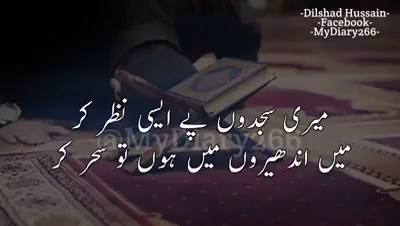 -Dilshad Hussain-
-Facebook-
-MyDiary266-
میری سجدوں پے ایسی نظر کر
@MyDiary266
میں اندھیروں میں ہوں تو سحر کر